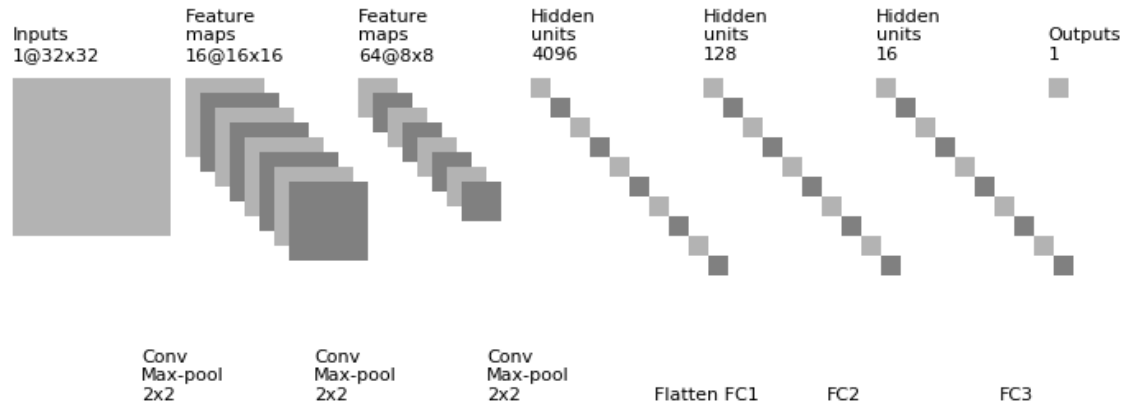 Inputs
1@32x32
Feature
maps
16@16x16
Feature
maps
64@8x8
Hidden
units
4096
Hidden
units
128
Hidden
units
16
Outputs
1
Conv
Max-pool
2x2
Conv
Max-pool
2x2
Conv
Max-pool
2x2
Flatten FC1
FC2
FC3